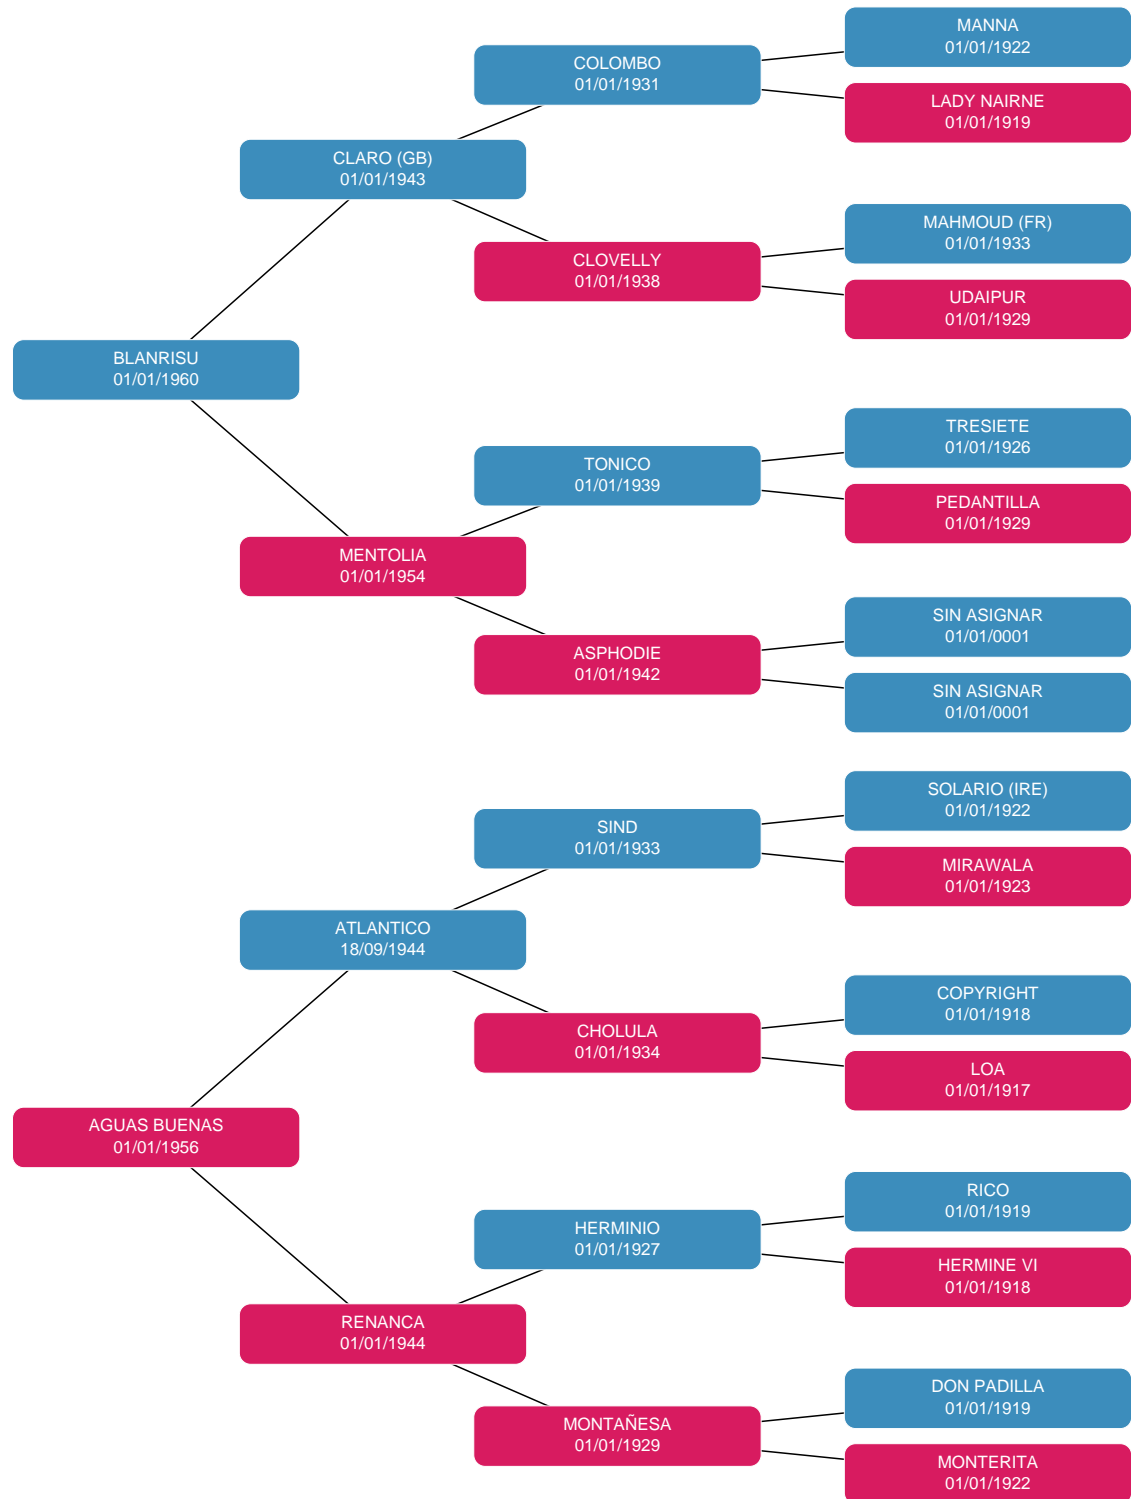 MANNA
01/01/1922
COLOMBO
01/01/1931
LADY NAIRNE
01/01/1919
CLARO (GB)
01/01/1943
MAHMOUD (FR)
01/01/1933
CLOVELLY
01/01/1938
UDAIPUR
01/01/1929
BLANRISU
01/01/1960
TRESIETE
01/01/1926
TONICO
01/01/1939
PEDANTILLA
01/01/1929
MENTOLIA
01/01/1954
SIN ASIGNAR
01/01/0001
ASPHODIE
01/01/1942
SIN ASIGNAR
01/01/0001
SOLARIO (IRE)
01/01/1922
SIND
01/01/1933
MIRAWALA
01/01/1923
ATLANTICO
18/09/1944
COPYRIGHT
01/01/1918
CHOLULA
01/01/1934
LOA
01/01/1917
AGUAS BUENAS
01/01/1956
RICO
01/01/1919
HERMINIO
01/01/1927
HERMINE VI
01/01/1918
RENANCA
01/01/1944
DON PADILLA
01/01/1919
MONTAÑESA
01/01/1929
MONTERITA
01/01/1922